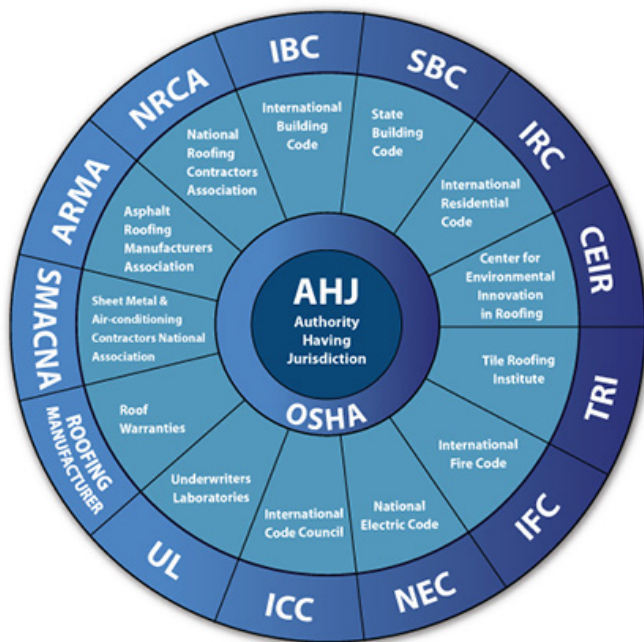 IBC
International
Building
Code
SBC
State
Building
Code
IRC
International
Residential
Code
CEIR
Center for
Environmental
Innovation
in Roofing
TRI
Tile Roofing
Institute
IFC
International
Fire Code
NEC
National
Electric Code
ICC
International
Code Council
UL
Underwriters
Laboratories
ROOFING
MANUFACTURER
Roof
Warranties
SMACNA
Sheet Metal &
Air-conditioning
Contractors National
Association
ARMA
Asphalt
Roofing
Manufacturers
Association
NRCA
National
Roofing
Contractors
Association
AHJ
Authority
Having
Jurisdiction
OSHA